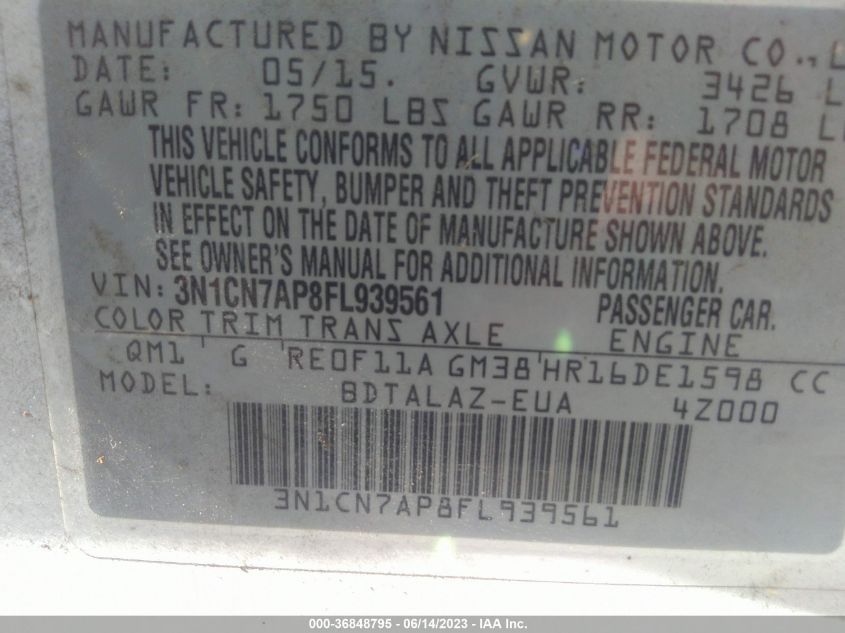 MANUFACTURED BY NISSAN MOTOR CO., L
DATE: 05/15. GVWR: 3426 L
GAWR FR: 1750 LBS GAWR RR: 1708 L
THIS VEHICLE CONFORMS TO ALL APPLICABLE FEDERAL MOTOR
VEHICLE SAFETY, BUMPER AND THEFT PREVENTION STANDARDS
IN EFFECT ON THE DATE OF MANUFACTURE SHOWN ABOVE.
SEE OWNER'S MANUAL FOR ADDITIONAL INFORMATION.
VIN: 3N1CN7AP8FL939561 PASSENGER CAR.
COLOR TRIM TRANS AXLE ENGINE
QM1 ' G RE0F11A GM38 ' HR16DE1598 CC
MODEL: BDTALAZ-EUA 4Z000
3N1CN7AP8FL939561
000-36848795 - 06/14/2023 - IAA Inc.